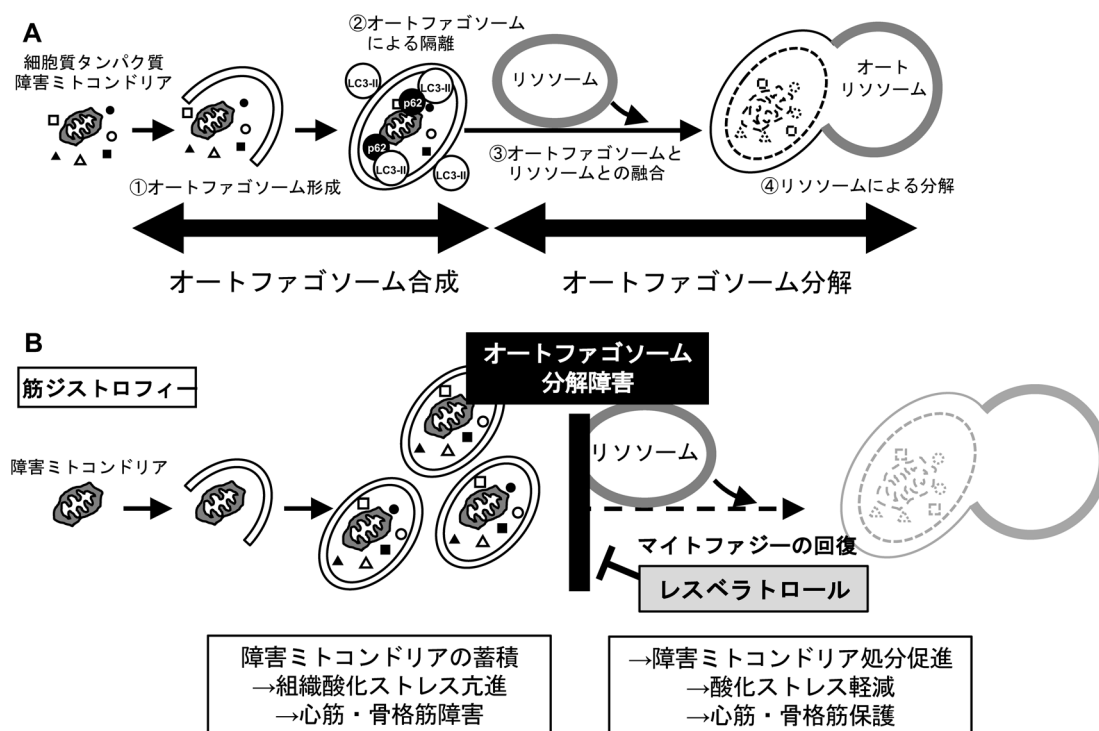 A
細胞質タンパク質
障害ミトコンドリア
②オートファゴソーム
による隔離
LC3-II
LC3-II
p62
p62
LC3-II
LC3-II
リソソーム
オート
リソソーム
①オートファゴソーム形成
③オートファゴソームと
リソソームとの融合
④リソソームによる分解
オートファゴソーム合成
オートファゴソーム分解
B
筋ジストロフィー
オートファゴソーム
分解障害
障害ミトコンドリア
リソソーム
マイトファジーの回復
レスベラトロール
障害ミトコンドリアの蓄積
→組織酸化ストレス亢進
→心筋・骨格筋障害
→障害ミトコンドリア処分促進
→酸化ストレス軽減
→心筋・骨格筋保護